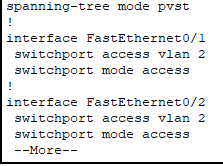 spanning-tree mode pvst
!
interface FastEthernet0/1
switchport access vlan 2
switchport mode access
!
interface FastEthernet0/2
switchport access vlan 2
switchport mode access
--More--